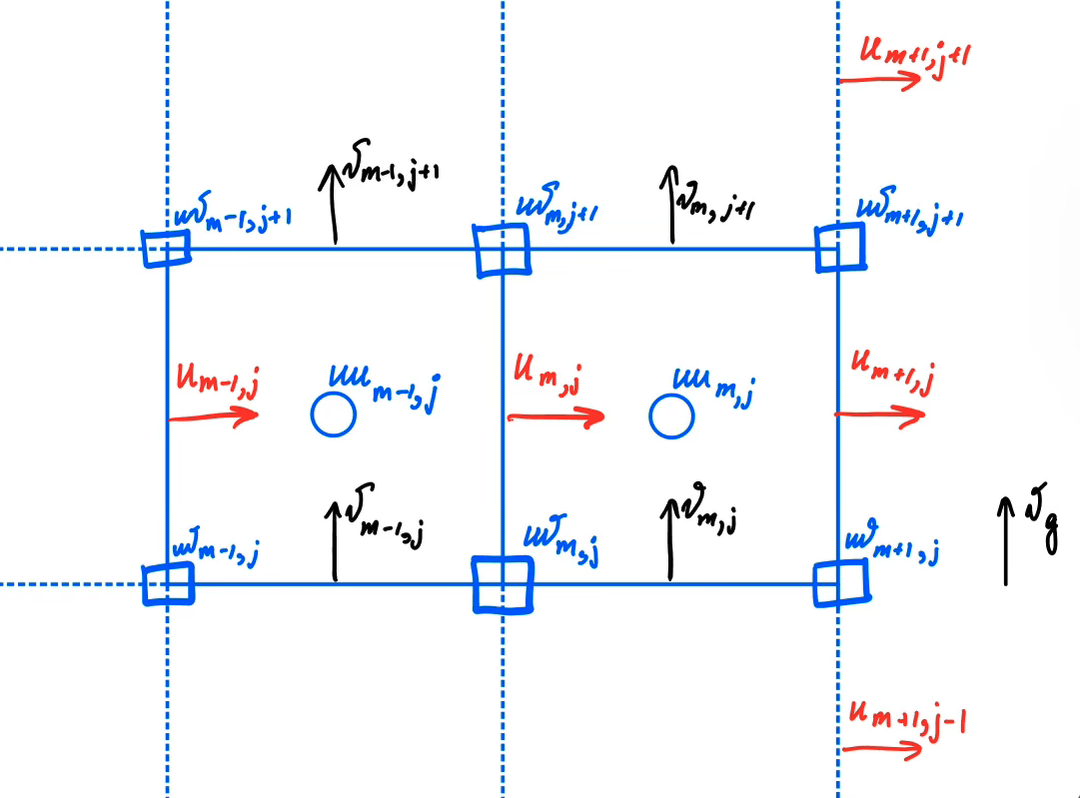 u m+1,j+1
v m-1,j+1
v m,j+1
uv m-1,j+1
uv m,j+1
uv m+1,j+1
u m-1,j
uu m-1,j
u m,j
uu m,j
u m+1,j
v m-1,j
v m,j
v g
uv m-1,j
uv m,j
uv m+1,j
u m+1,j-1